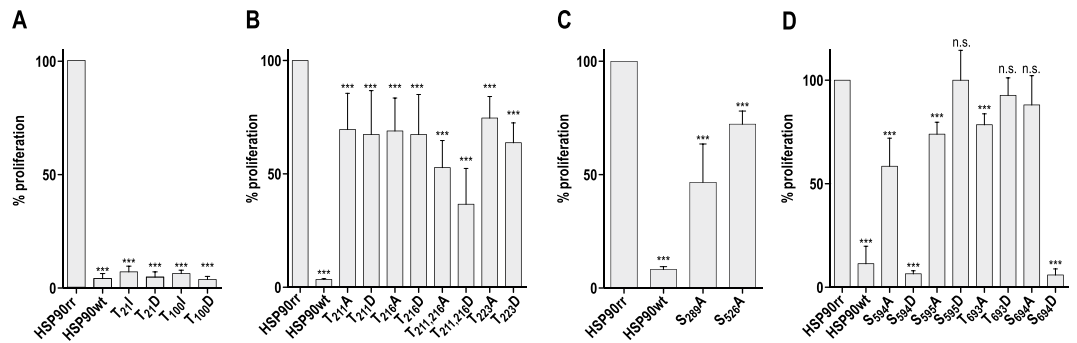 A
% proliferation
100
50
0
***
***
***
***
***
HSP90rr
HSP90wt
T21I
T21D
T100I
T100D
B
% proliferation
100
50
0
***
***
***
***
***
***
***
***
***
HSP90rr
HSP90wt
T211A
T211D
T216A
T216D
T211,216A
T211,216D
T223A
T223D
C
% proliferation
100
50
0
***
***
***
HSP90rr
HSP90wt
S289A
S526A
D
% proliferation
100
50
0
***
***
***
***
n.s.
***
n.s.
n.s.
***
HSP90rr
HSP90wt
S594A
S594D
S595A
S595D
T693A
T693D
S694A
S694D